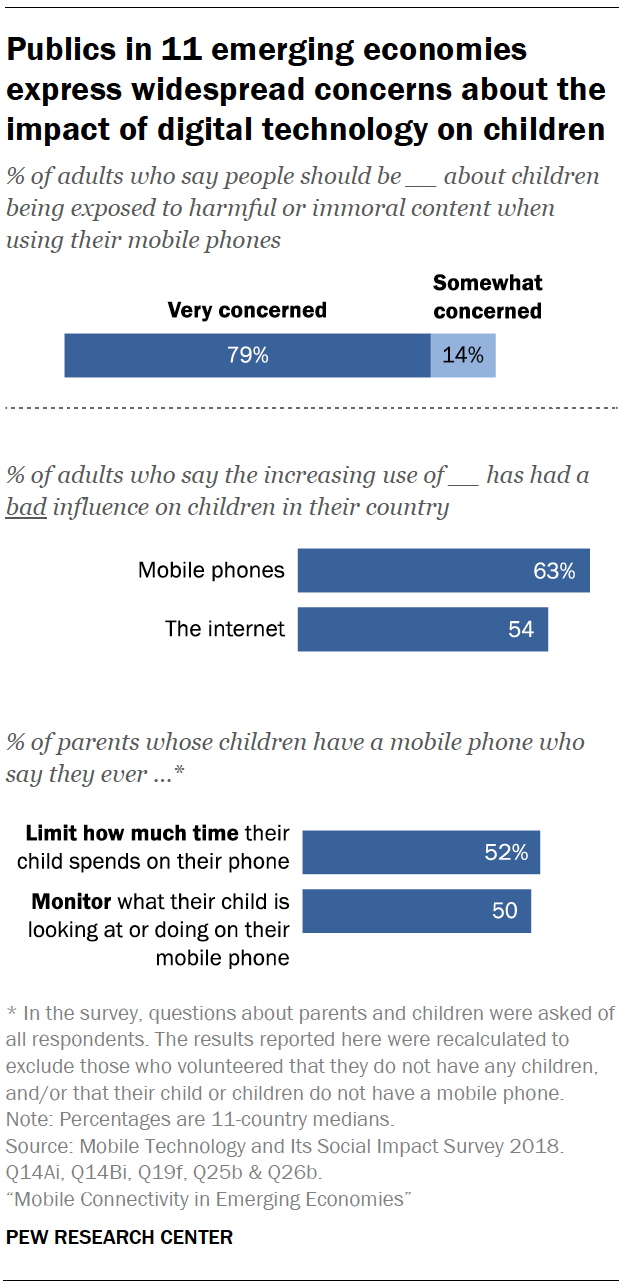 Publics in 11 emerging economies
express widespread concerns about the
impact of digital technology on children
% of adults who say people should be __ about children
being exposed to harmful or immoral content when
using their mobile phones
Very concerned
Somewhat
concerned
79%
14%
% of adults who say the increasing use of __ has had a
bad influence on children in their country
Mobile phones
63%
The internet
54
% of parents whose children have a mobile phone who
say they ever ...*
Limit how much time their
child spends on their phone
52%
Monitor what their child is
looking at or doing on their
mobile phone
50
* In the survey, questions about parents and children were asked of
all respondents. The results reported here were recalculated to
exclude those who volunteered that they do not have any children,
and/or that their child or children do not have a mobile phone.
Note: Percentages are 11-country medians.
Source: Mobile Technology and Its Social Impact Survey 2018.
Q14Ai, Q14Bi, Q19f, Q25b & Q26b.
“Mobile Connectivity in Emerging Economies”
PEW RESEARCH CENTER